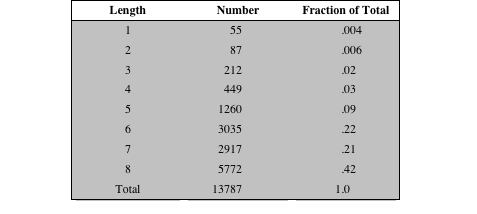 Length Number Fraction of Total
1 55 .004
2 87 .006
3 212 .02
4 449 .03
5 1260 .09
6 3035 .22
7 2917 .21
8 5772 .42
Total 13787 1.0